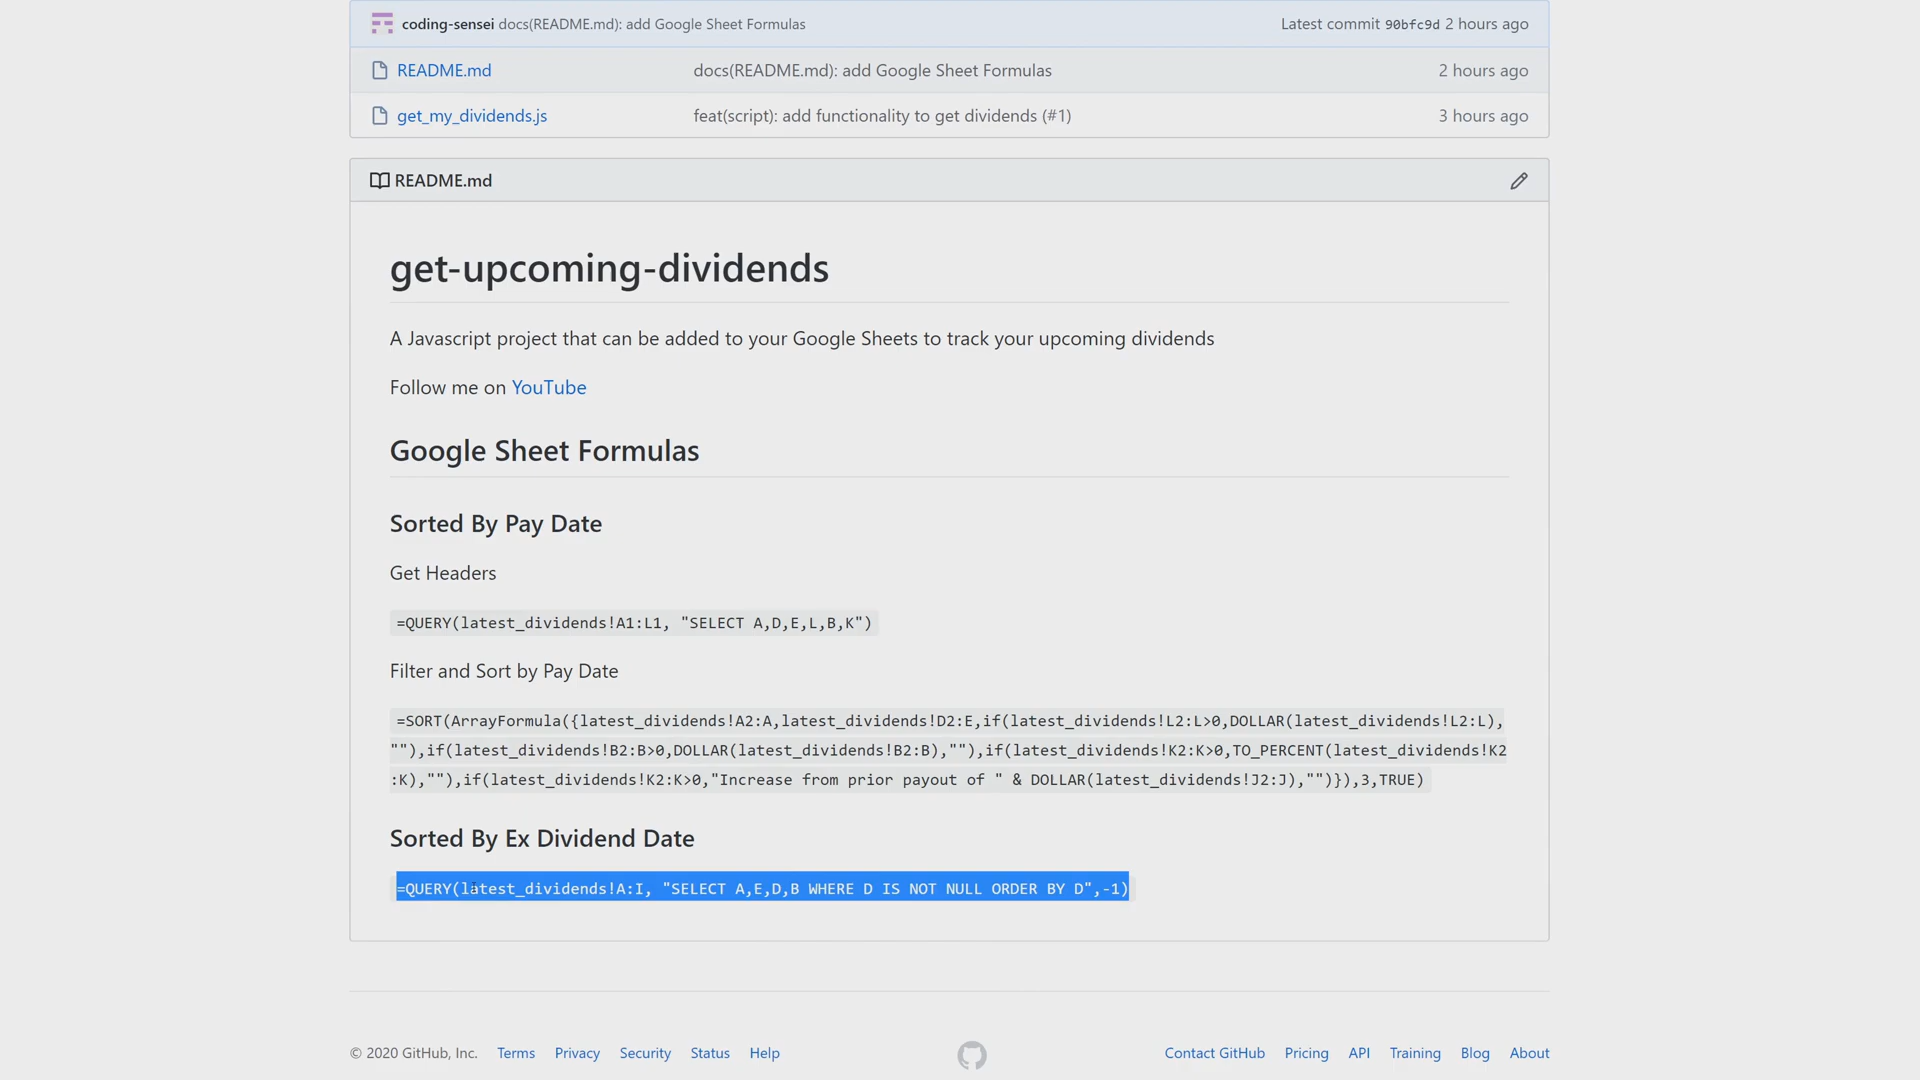 coding-sensei docs(README.md): add Google Sheet Formulas Latest commit 90bfc9d 2 hours ago
README.md docs(README.md): add Google Sheet Formulas 2 hours ago
get_my_dividends.js feat(script): add functionality to get dividends (#1) 3 hours ago
README.md
get-upcoming-dividends
A Javascript project that can be added to your Google Sheets to track your upcoming dividends
Follow me on YouTube
Google Sheet Formulas
Sorted By Pay Date
Get Headers
=QUERY(latest_dividends!A1:L1, "SELECT A,D,E,L,B,K")
Filter and Sort by Pay Date
=SORT(ArrayFormula({latest_dividends!A2:A,latest_dividends!D2:E,if(latest_dividends!L2:L>0,DOLLAR(latest_dividends!L2:L),
""),if(latest_dividends!B2:B>0,DOLLAR(latest_dividends!B2:B),""),if(latest_dividends!K2:K>0,TO_PERCENT(latest_dividends!K2
:K),""),if(latest_dividends!K2:K>0,"Increase from prior payout of " & DOLLAR(latest_dividends!J2:J),"")}),3,TRUE)
Sorted By Ex Dividend Date
=QUERY(latest_dividends!A:I, "SELECT A,E,D,B WHERE D IS NOT NULL ORDER BY D",-1)
© 2020 GitHub, Inc. Terms Privacy Security Status Help Contact GitHub Pricing API Training Blog About